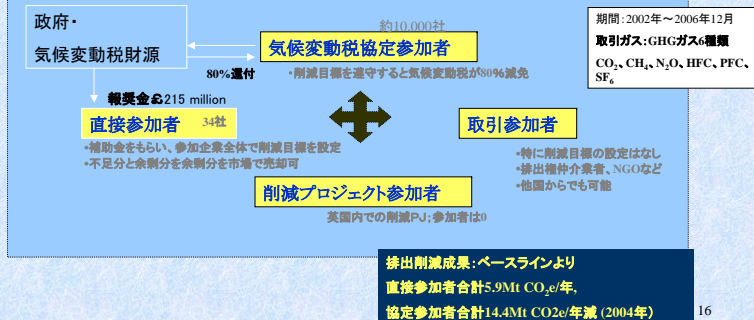 政府・
気候変動税財源
約10,000社
気候変動税協定参加者
80%還付
・削減目標を遵守すると気候変動税が80%減免
期間：2002年～2006年12月
取引ガス：GHGガス6種類
CO2、CH4、N2O、HFC、PFC、
SF6
報奨金￡215 million
直接参加者 34社
・補助金をもらい、参加企業全体で削減目標を設定
・不足分と余剰分を余剰分を市場で売却可
取引参加者
・特に削減目標の設定はなし
・排出権仲介業者、NGOなど
・他国からでも可能
削減プロジェクト参加者
英国内での削減PJ；参加者は0
排出削減成果：ベースラインより
直接参加者合計5.9Mt CO2e/年,
協定参加者合計14.4Mt CO2e/年減 (2004年）
16